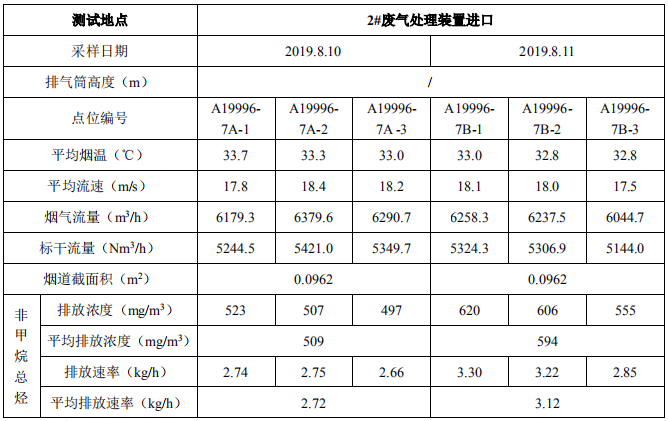 测试地点 2#废气处理装置进口
采样日期 2019.8.10 2019.8.11
排气筒高度（m） /
点位编号 A19996-7A-1 A19996-7A-2 A19996-7A -3 A19996-7B-1 A19996-7B-2 A19996-7B-3
平均烟温（℃） 33.7 33.3 33.0 33.0 32.8 32.8
平均流速（m/s） 17.8 18.4 18.2 18.1 18.0 17.5
烟气流量（m³/h） 6179.3 6379.6 6290.7 6258.3 6237.5 6044.7
标干流量（Nm³/h） 5244.5 5421.0 5349.7 5324.3 5306.9 5144.0
烟道截面积（m²） 0.0962 0.0962
非甲烷总烃
排放浓度（mg/m³） 523 507 497 620 606 555
平均排放浓度（mg/m³） 509 594
排放速率（kg/h） 2.74 2.75 2.66 3.30 3.22 2.85
平均排放速率（kg/h） 2.72 3.12